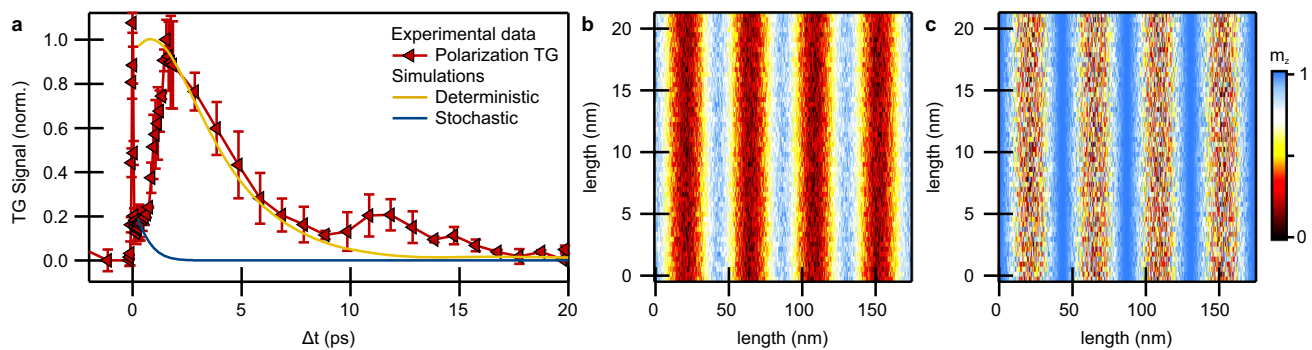 a
TG Signal (norm.)
1.0
0.8
0.6
0.4
0.2
0.0
0
5
10
15
20
Δt (ps)
Experimental data
Polarization TG
Simulations
Deterministic
Stochastic
b
length (nm)
20
15
10
5
0
0
50
100
150
length (nm)
c
length (nm)
20
15
10
5
0
0
50
100
150
length (nm)
m_z
1
0